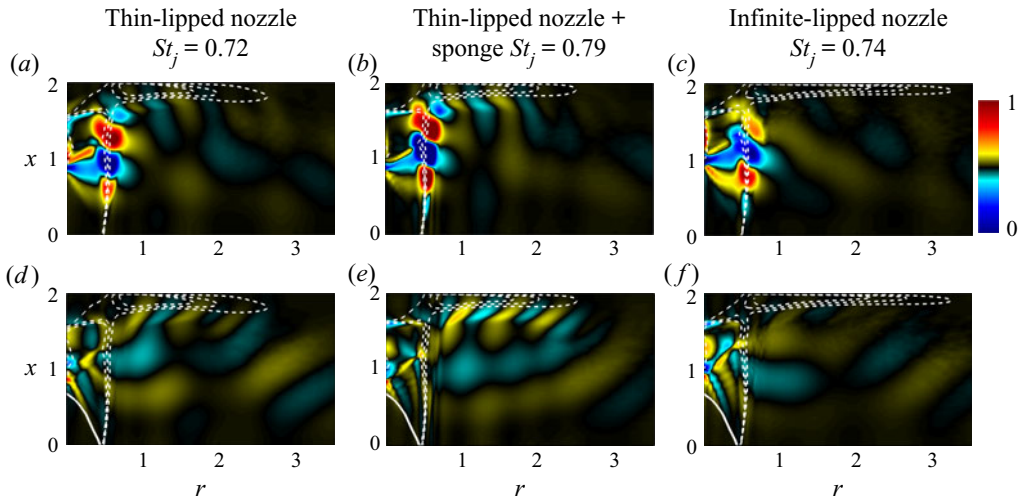 Thin-lipped nozzle
St_j = 0.72
Thin-lipped nozzle +
sponge St_j = 0.79
Infinite-lipped nozzle
St_j = 0.74
(a)
(b)
(c)
2
2
2
1
x
1
1
1
0
0
0
0
1
2
3
1
2
3
1
2
3
(d)
(e)
(f)
2
2
2
x
1
1
1
0
0
0
1
2
3
1
2
3
1
2
3
r
r
r